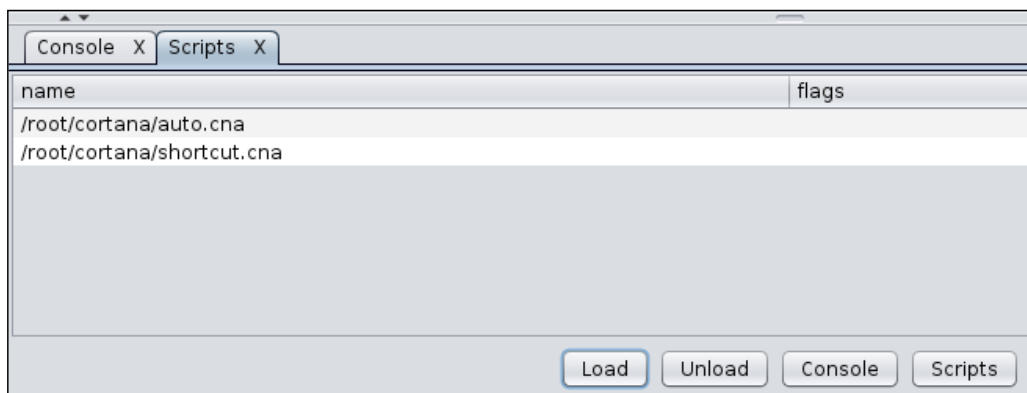 Console X Scripts X
name flags
/root/cortana/auto.cna
/root/cortana/shortcut.cna
Load Unload Console Scripts